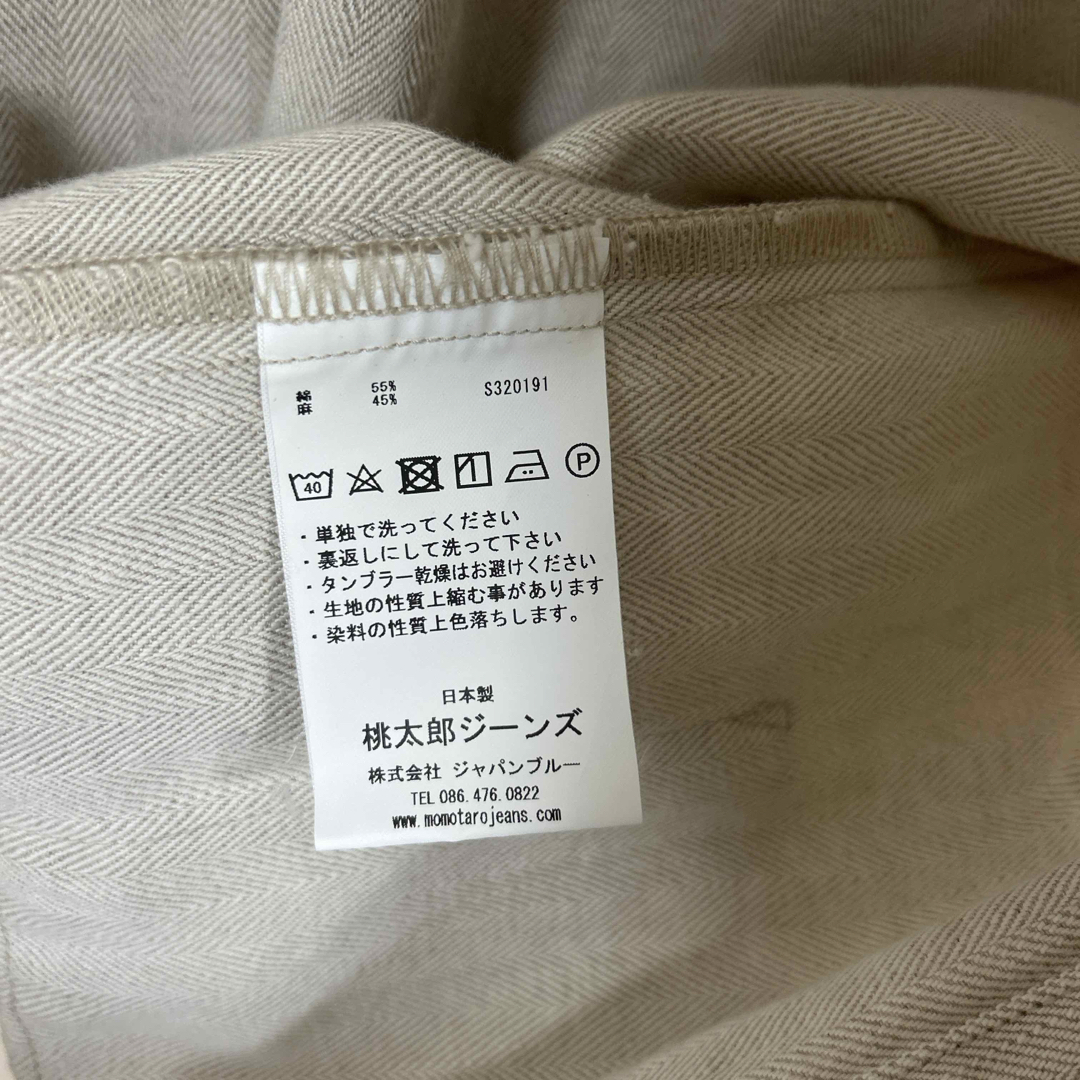 綿 55% S320191
麻 45%
40 P
・単独で洗ってください
・裏返しにして洗って下さい
・タンブラー乾燥はお避けください
・生地の性質上縮む事があります
・染料の性質上色落ちします。
日本製
桃太郎ジーンズ
株式会社 ジャパンブルー
TEL 086.476.0822
www.momotarojeans.com